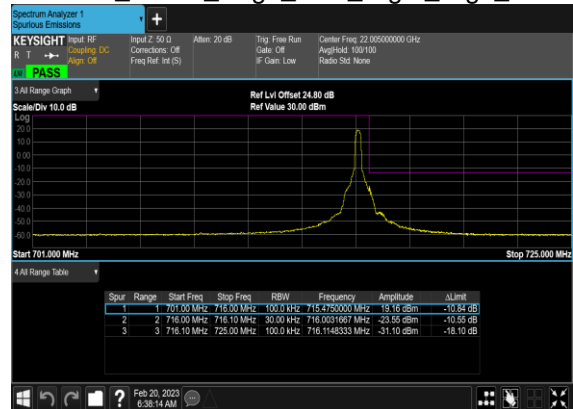 Spectrum Analyzer 1
Spurious Emissions
KEYSIGHT Input: RF
R T Coupling: DC
Align: Off
Input Z: 50 Ω
Corrections: Off
Freq Ref: Int (S)
Atten: 20 dB
Trig: Free Run
Gate: Off
IF Gain: Low
Center Freq: 22.005000000 GHz
Avg|Hold: 100/100
Radio Std: None
PASS
3 All Range Graph
Ref Lvl Offset 24.80 dB
Scale/Div 10.0 dB
Ref Value 30.00 dBm
Log
20.0
10.0
0.00
-10.0
-20.0
-30.0
-40.0
-50.0
-60.0
Start 701.000 MHz
Stop 725.000 MHz
4 All Range Table
Spur Range Start Freq Stop Freq RBW Frequency Amplitude ΔLimit
1 1 701.00 MHz 716.00 MHz 100.0 kHz 715.4750000 MHz 19.16 dBm -10.84 dB
2 2 716.00 MHz 716.10 MHz 30.00 kHz 716.0031667 MHz -23.55 dBm -10.55 dB
3 3 716.10 MHz 725.00 MHz 100.0 kHz 716.1148333 MHz -31.10 dBm -18.10 dB
?
Feb 20, 2023
6:38:14 AM